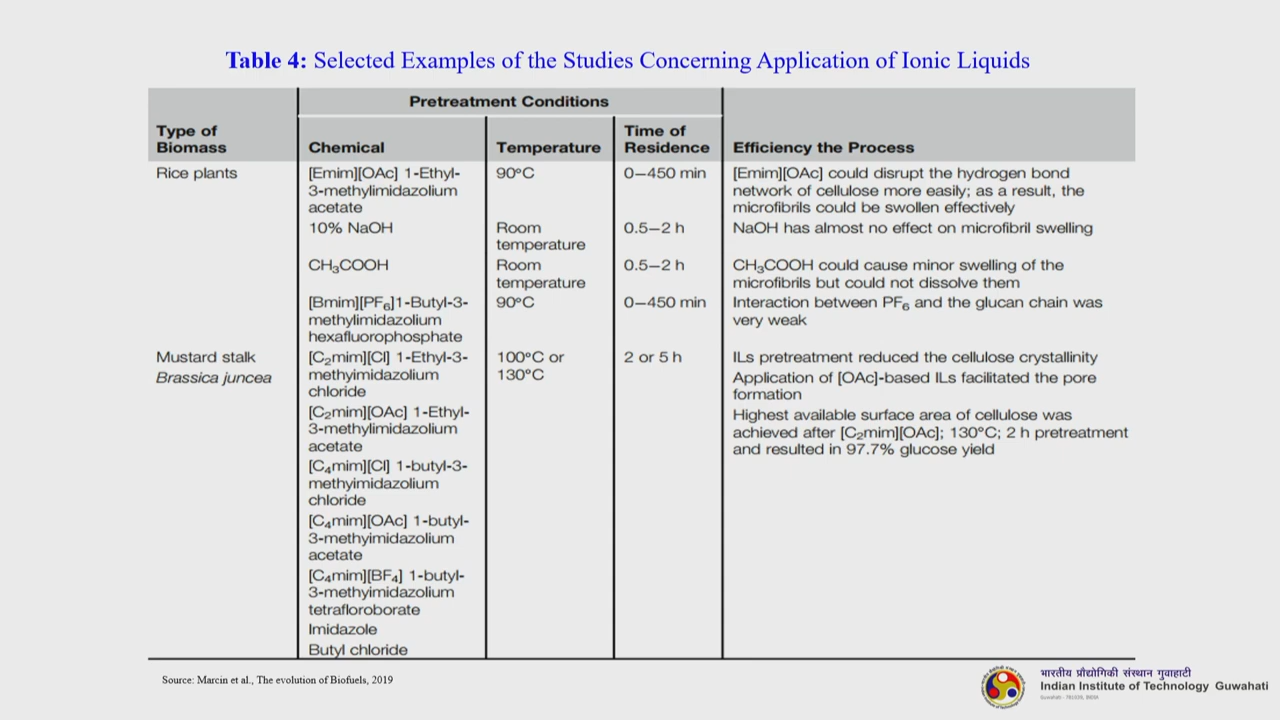 Table 4: Selected Examples of the Studies Concerning Application of Ionic Liquids
Pretreatment Conditions
Type of
Biomass
Chemical
Temperature
Time of
Residence
Efficiency the Process
Rice plants
[Emim][OAc] 1-Ethyl-
3-methylimidazolium
acetate
90°C
0–450 min
[Emim][OAc] could disrupt the hydrogen bond
network of cellulose more easily; as a result, the
microfibrils could be swollen effectively
10% NaOH
Room
temperature
0.5–2 h
NaOH has almost no effect on microfibril swelling
CH₃COOH
Room
temperature
0.5–2 h
CH₃COOH could cause minor swelling of the
microfibrils but could not dissolve them
[Bmim][PF₆]1-Butyl-3-
methylimidazolium
hexafluorophosphate
90°C
0–450 min
Interaction between PF₆ and the glucan chain was
very weak
Mustard stalk
Brassica juncea
[C₂mim][Cl] 1-Ethyl-3-
methyimidazolium
chloride
100°C or
130°C
2 or 5 h
ILs pretreatment reduced the cellulose crystallinity
Application of [OAc]-based ILs facilitated the pore
formation
Highest available surface area of cellulose was
achieved after [C₂mim][OAc]; 130°C; 2 h pretreatment
and resulted in 97.7% glucose yield
[C₂mim][OAc] 1-Ethyl-
3-methylimidazolium
acetate
[C₄mim][Cl] 1-butyl-3-
methyimidazolium
chloride
[C₄mim][OAc] 1-butyl-
3-methyimidazolium
acetate
[C₄mim][BF₄] 1-butyl-
3-methyimidazolium
tetrafloroborate
Imidazole
Butyl chloride
Source: Marcin et al., The evolution of Biofuels, 2019
भारतीय प्रौद्योगिकी संस्थान गुवाहाटी
Indian Institute of Technology Guwahati
Guwahati - 781039, INDIA